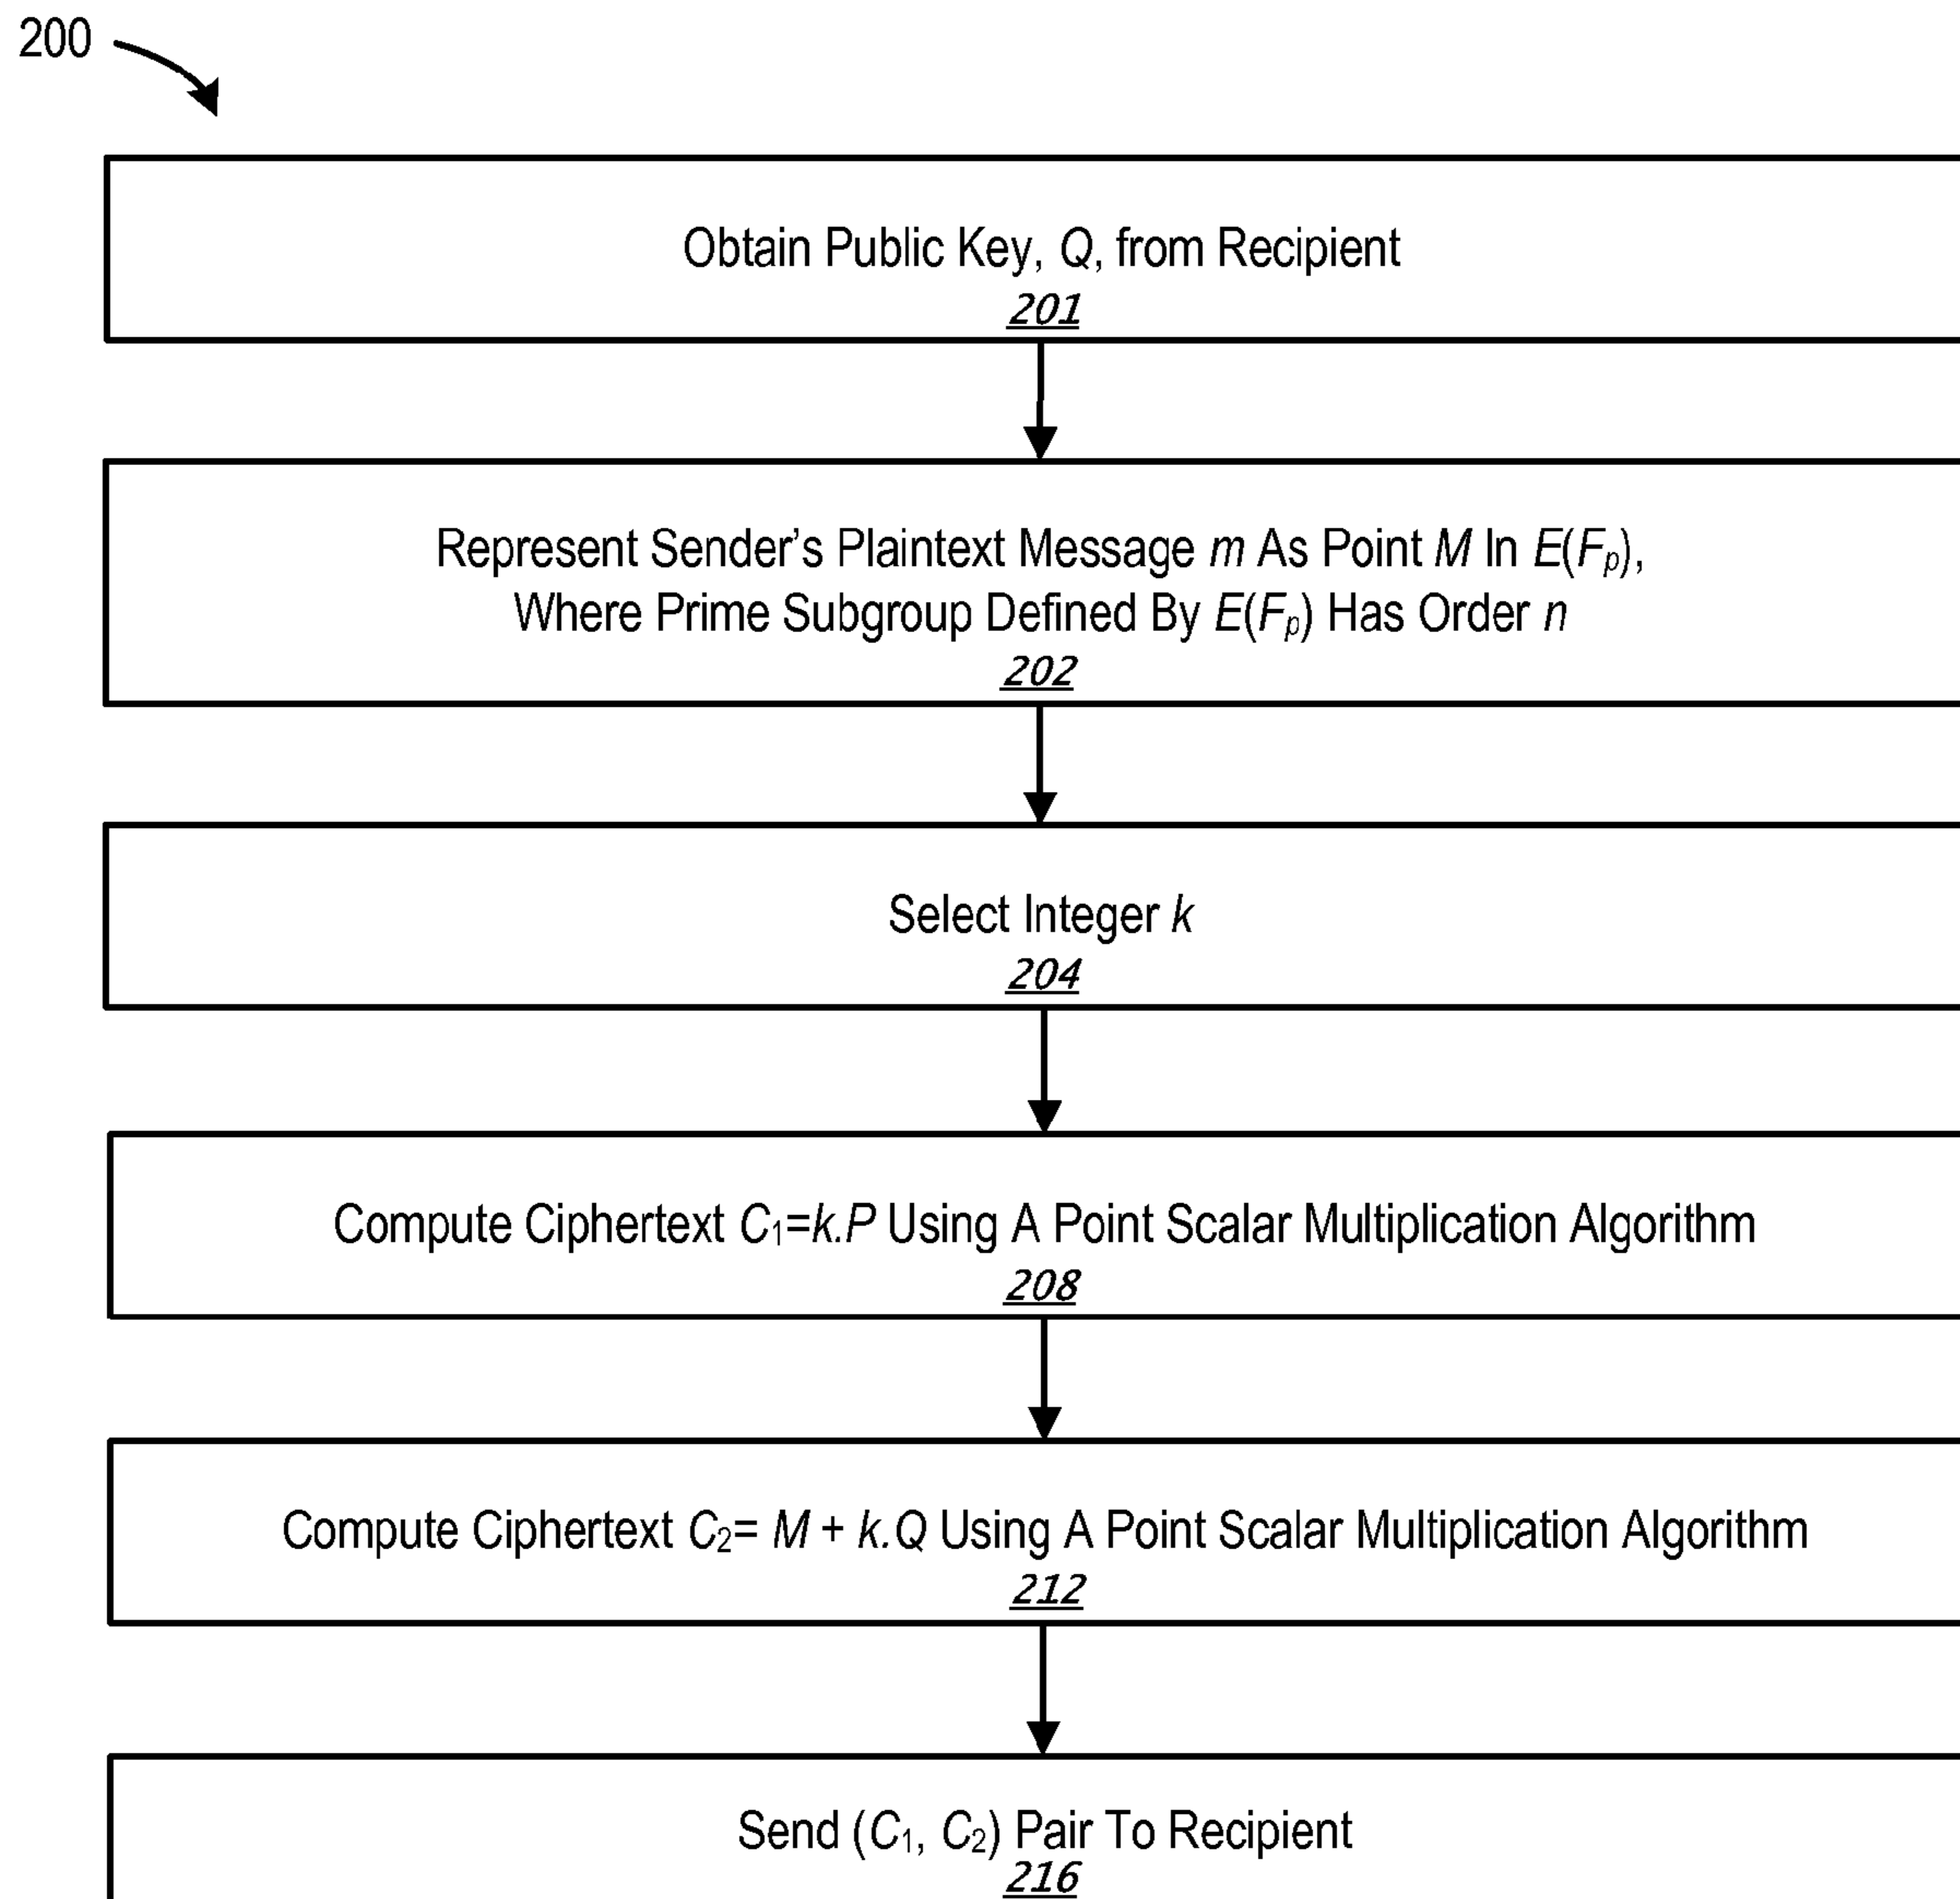 200
Obtain Public Key, Q, from Recipient
201
Represent Sender's Plaintext Message m As Point M In E(Fₚ),
Where Prime Subgroup Defined By E(Fₚ) Has Order n
202
Select Integer k
204
Compute Ciphertext C₁=k.P Using A Point Scalar Multiplication Algorithm
208
Compute Ciphertext C₂= M + k.Q Using A Point Scalar Multiplication Algorithm
212
Send (C₁, C₂) Pair To Recipient
216